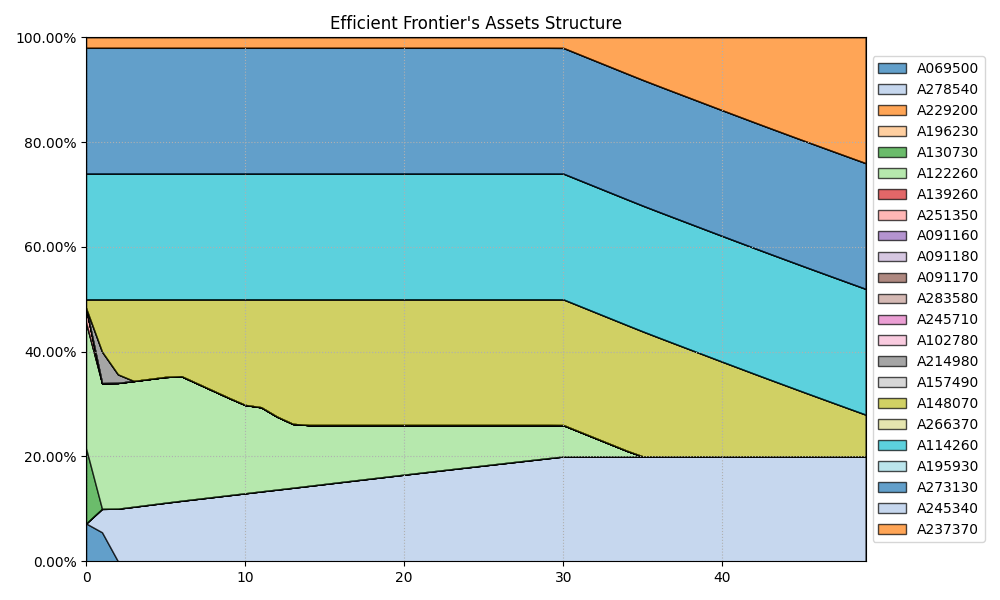 Efficient Frontier's Assets Structure
100.00%
80.00%
60.00%
40.00%
20.00%
0.00%
0
10
20
30
40
A069500
A278540
A229200
A196230
A130730
A122260
A139260
A251350
A091160
A091180
A091170
A283580
A245710
A102780
A214980
A157490
A148070
A266370
A114260
A195930
A273130
A245340
A237370